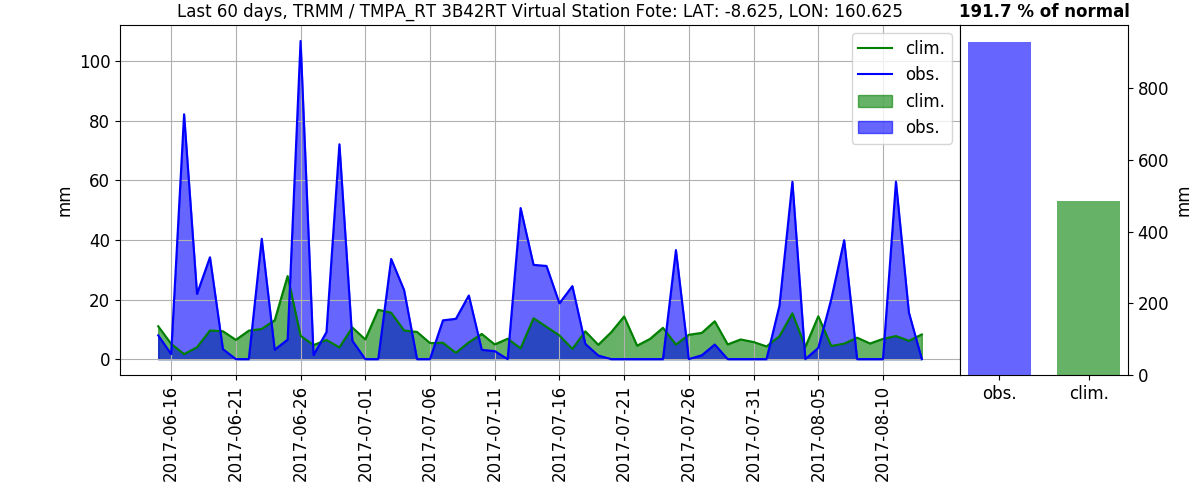 Last 60 days, TRMM / TMPA_RT 3B42RT Virtual Station Fote: LAT: -8.625, LON: 160.625
191.7 % of normal
clim.
obs.
clim.
obs.
100
80
60
40
20
0
mm
800
600
400
200
0
mm
2017-06-16
2017-06-21
2017-06-26
2017-07-01
2017-07-06
2017-07-11
2017-07-16
2017-07-21
2017-07-26
2017-07-31
2017-08-05
2017-08-10
obs.
clim.